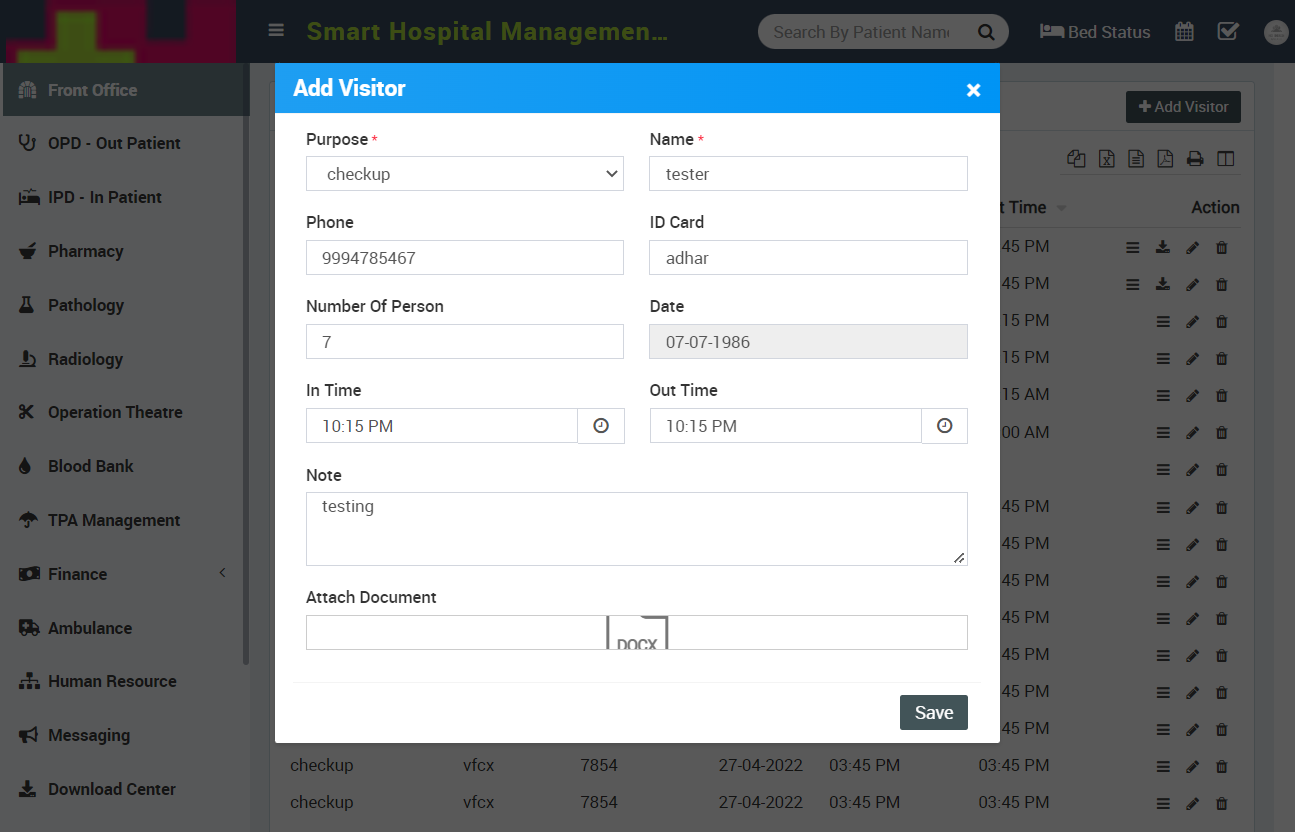 Smart Hospital Managemen...
Search By Patient Name
Bed Status
Front Office
OPD - Out Patient
IPD - In Patient
Pharmacy
Pathology
Radiology
Operation Theatre
Blood Bank
TPA Management
Finance
Ambulance
Human Resource
Messaging
Download Center
Add Visitor
Add Visitor
×
Purpose *
checkup
Name *
tester
Phone
9994785467
ID Card
adhar
Number Of Person
7
Date
07-07-1986
In Time
10:15 PM
Out Time
10:15 PM
Note
testing
Attach Document
DOCX
Save
t Time
Action
45 PM
45 PM
15 PM
15 PM
15 AM
00 AM
45 PM
45 PM
45 PM
45 PM
45 PM
45 PM
45 PM
checkup vfcx 7854 27-04-2022 03:45 PM 03:45 PM
checkup vfcx 7854 27-04-2022 03:45 PM 03:45 PM